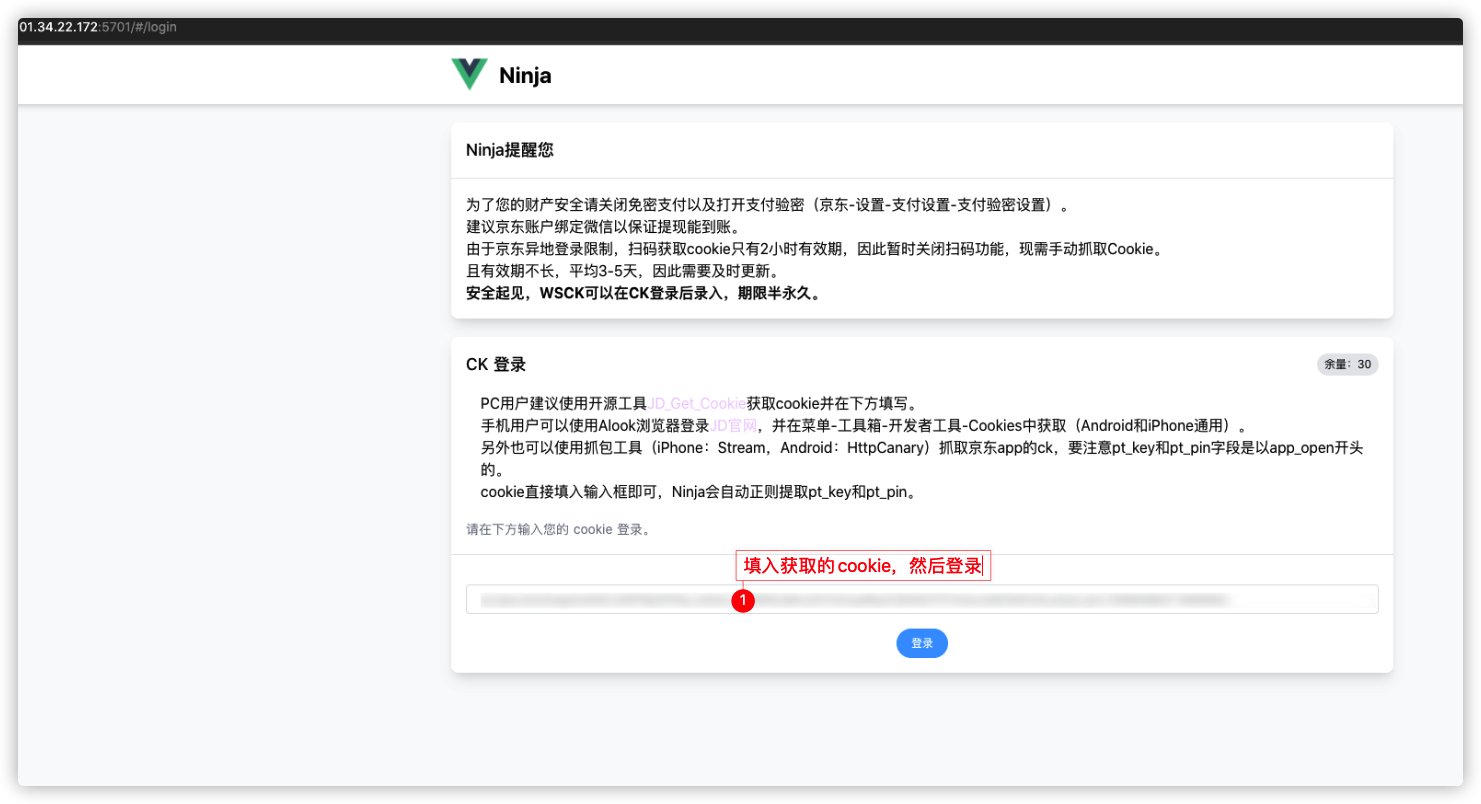 01.34.22.172:5701/#/login
Ninja
Ninja提醒您
为了您的财产安全请关闭免密支付以及打开支付验密（京东-设置-支付设置-支付验密设置）。
建议京东账户绑定微信以保证提现能到账。
由于京东异地登录限制，扫码获取cookie只有2小时有效期，因此暂时关闭扫码功能，现需手动抓取Cookie。
且有效期不长，平均3-5天，因此需要及时更新。
安全起见，WSCK可以在CK登录后录入，期限半永久。
CK 登录
余量：30
PC用户建议使用开源工具JD_Get_Cookie获取cookie并在下方填写。
手机用户可以使用Alook浏览器登录JD官网，并在菜单-工具箱-开发者工具-Cookies中获取（Android和iPhone通用）。
另外也可以使用抓包工具（iPhone：Stream，Android：HttpCanary）抓取京东app的ck，要注意pt_key和pt_pin字段是以app_open开头
的。
cookie直接填入输入框即可，Ninja会自动正则提取pt_key和pt_pin。
请在下方输入您的 cookie 登录。
填入获取的cookie，然后登录
1
登录